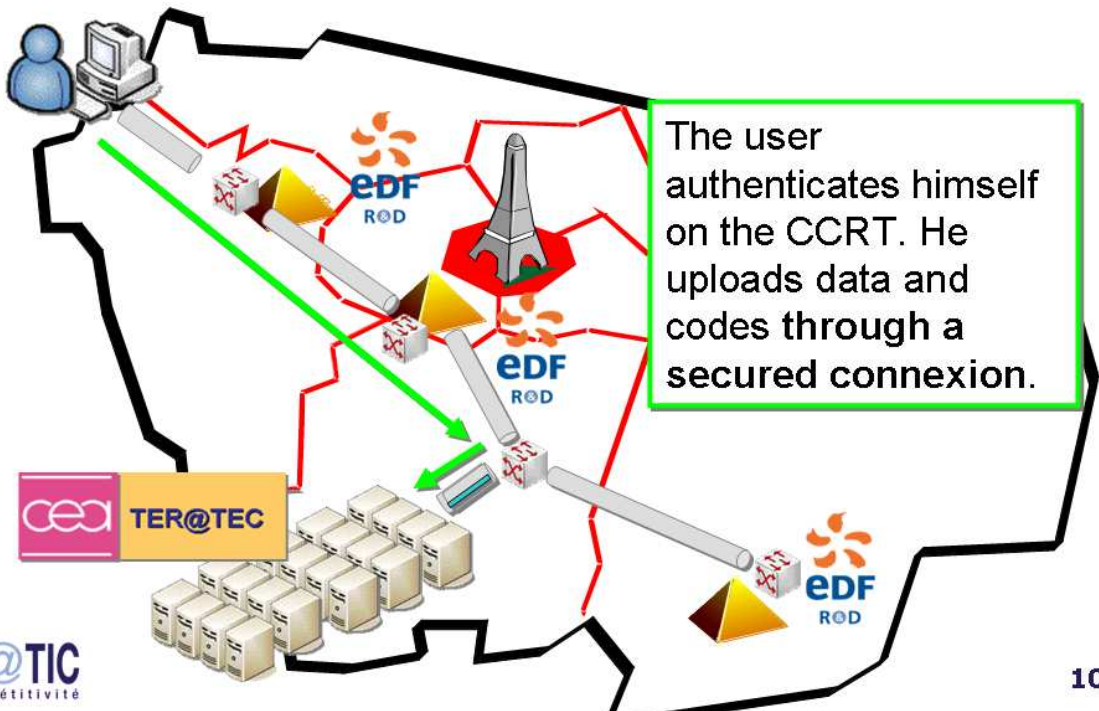 eDF
R&D
The user
authenticates himself
on the CCRT. He
uploads data and
codes through a
secured connexion.
eDF
R&D
cea TER@TEC
eDF
R&D
@TIC
étitivité
10